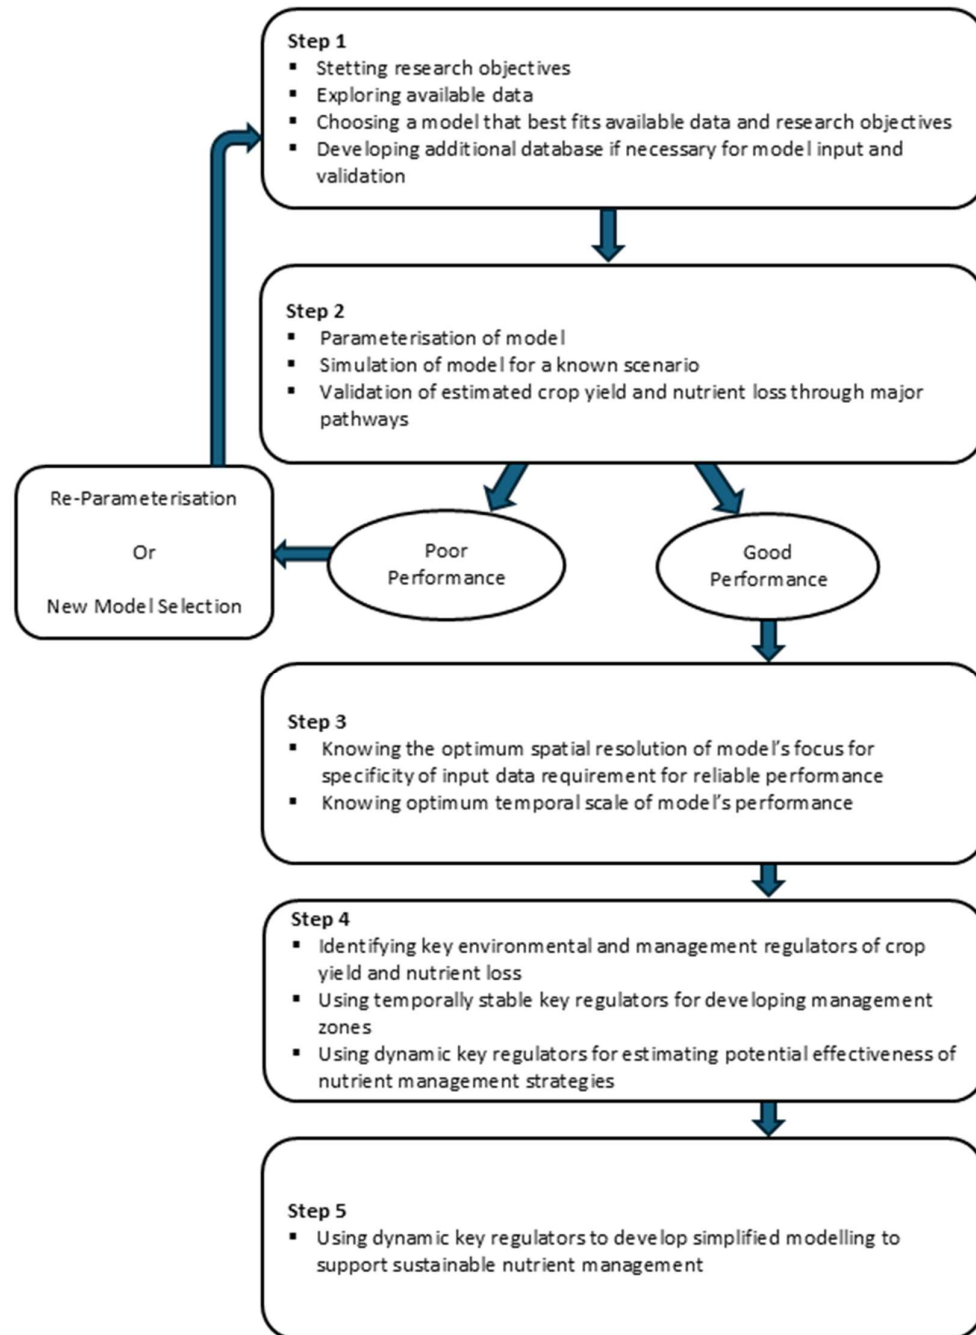 Step 1
▪ Stetting research objectives
▪ Exploring available data
▪ Choosing a model that best fits available data and research objectives
▪ Developing additional database if necessary for model input and
validation
Step 2
▪ Parameterisation of model
▪ Simulation of model for a known scenario
▪ Validation of estimated crop yield and nutrient loss through major
pathways
Re-Parameterisation
Or
New Model Selection
Poor
Performance
Good
Performance
Step 3
▪ Knowing the optimum spatial resolution of model's focus for
specificity of input data requirement for reliable performance
▪ Knowing optimum temporal scale of model's performance
Step 4
▪ Identifying key environmental and management regulators of crop
yield and nutrient loss
▪ Using temporally stable key regulators for developing management
zones
▪ Using dynamic key regulators for estimating potential effectiveness of
nutrient management strategies
Step 5
▪ Using dynamic key regulators to develop simplified modelling to
support sustainable nutrient management